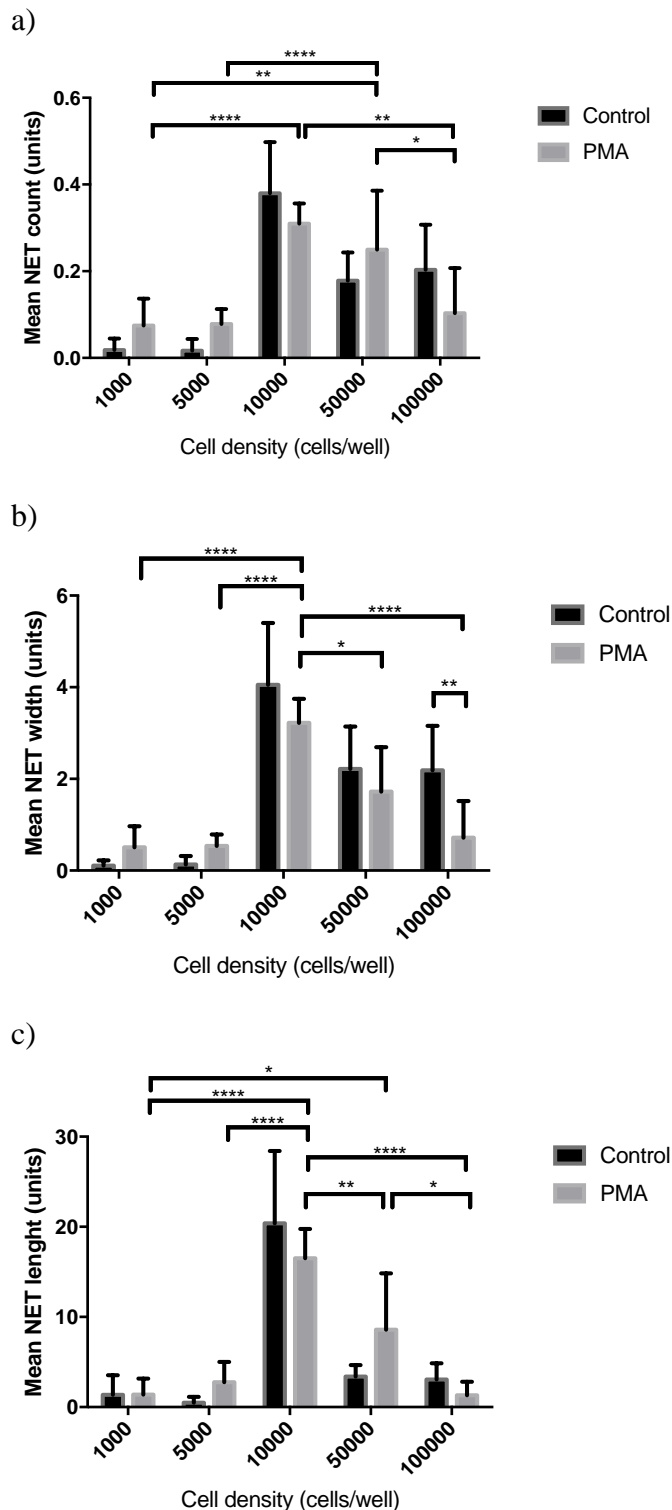 a)
****
**
****
**
*
0.6
0.4
0.2
0.0
Mean NET count (units)
Control
PMA
1000
5000
10000
50000
100000
Cell density (cells/well)
b)
****
****
****
*
**
6
4
2
0
Mean NET width (units)
Control
PMA
1000
5000
10000
50000
100000
Cell density (cells/well)
c)
*
****
****
****
**
*
30
20
10
0
Mean NET lenght (units)
Control
PMA
1000
5000
10000
50000
100000
Cell density (cells/well)